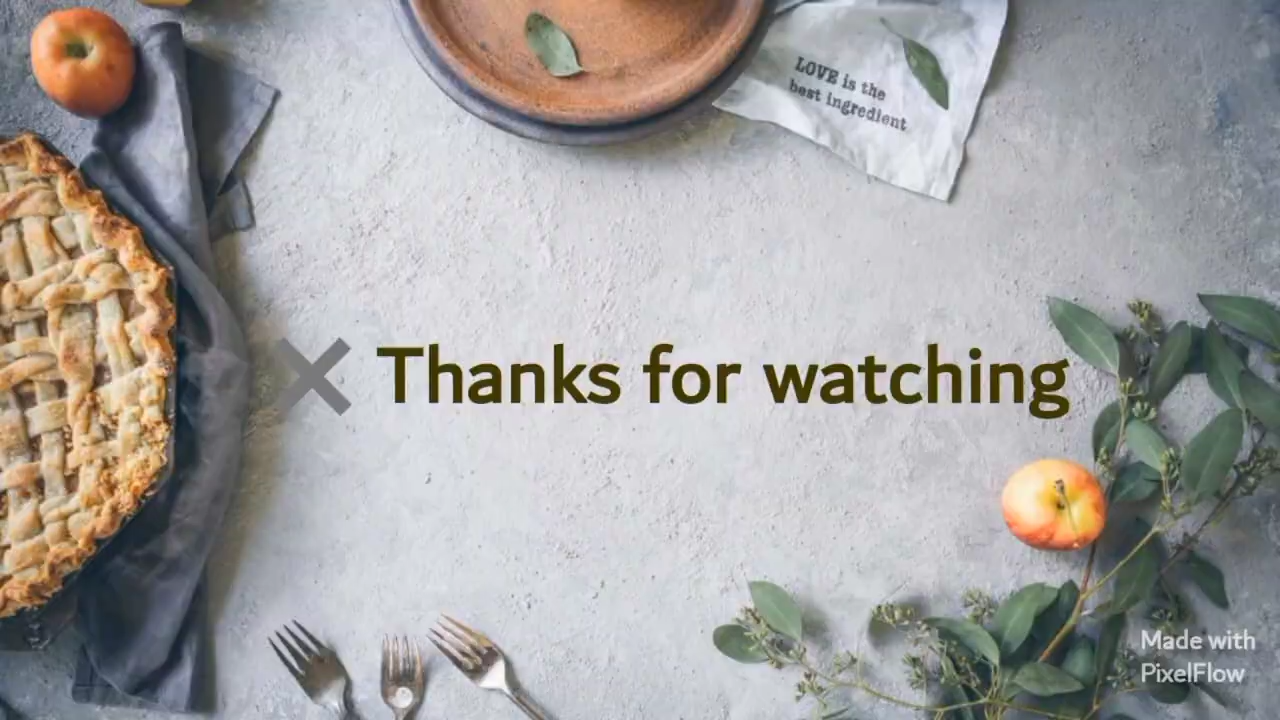 LOVE is the
best ingredient
Thanks for watching
Made with
PixelFlow